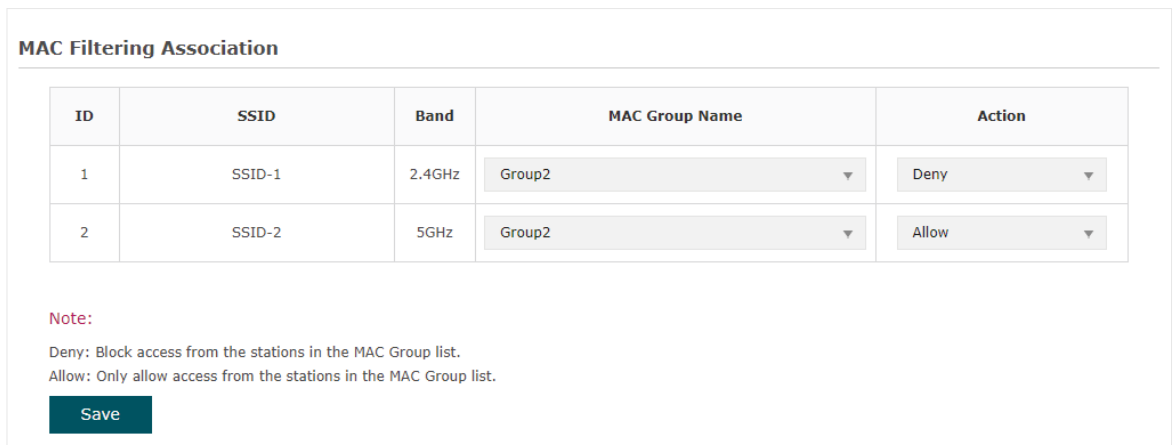 MAC Filtering Association
ID SSID Band MAC Group Name Action
1 SSID-1 2.4GHz Group2 Deny
2 SSID-2 5GHz Group2 Allow
Note:
Deny: Block access from the stations in the MAC Group list.
Allow: Only allow access from the stations in the MAC Group list.
Save